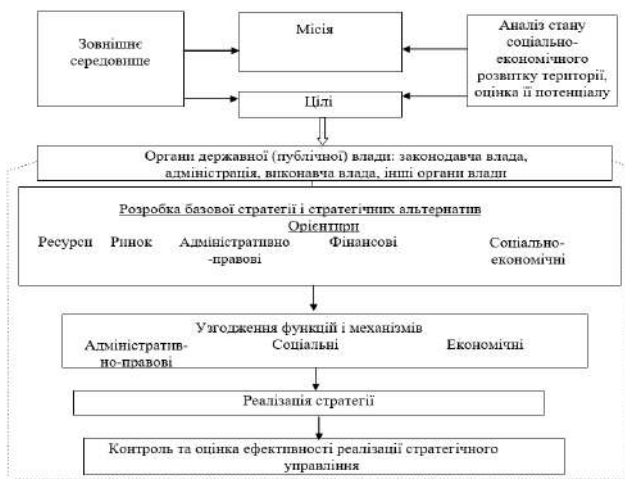 Зовнішнє
середовище
Місія
Аналіз стану
соціально-
економічного
розвитку території,
оцінка її потенціалу
Цілі
Органи державної (публічної) влади: законодавча влада,
адміністрація, виконавча влада, інші органи влади
Розробка базової стратегії і стратегічних альтернатив
Орієнтири
Ресурси Ринок Адміністративно Фінансові Соціально-
-правові економічні
Узгодження функцій і механізмів
Адміністратив- Соціальні Економічні
но-правові
Реалізація стратегії
Контроль та оцінка ефективності реалізації стратегічного
управління